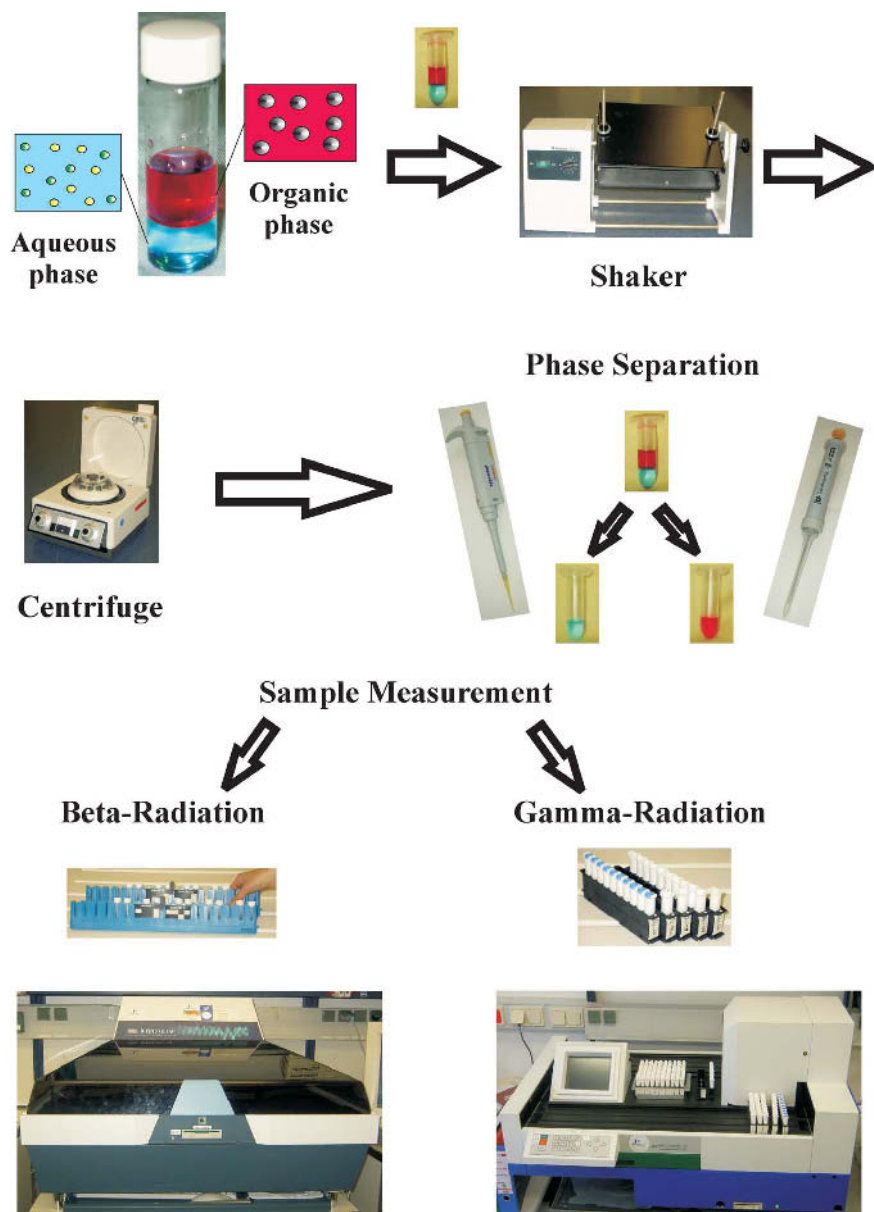 Aqueous
phase
Organic
phase
Shaker
Phase Separation
Centrifuge
Sample Measurement
Beta-Radiation
Gamma-Radiation